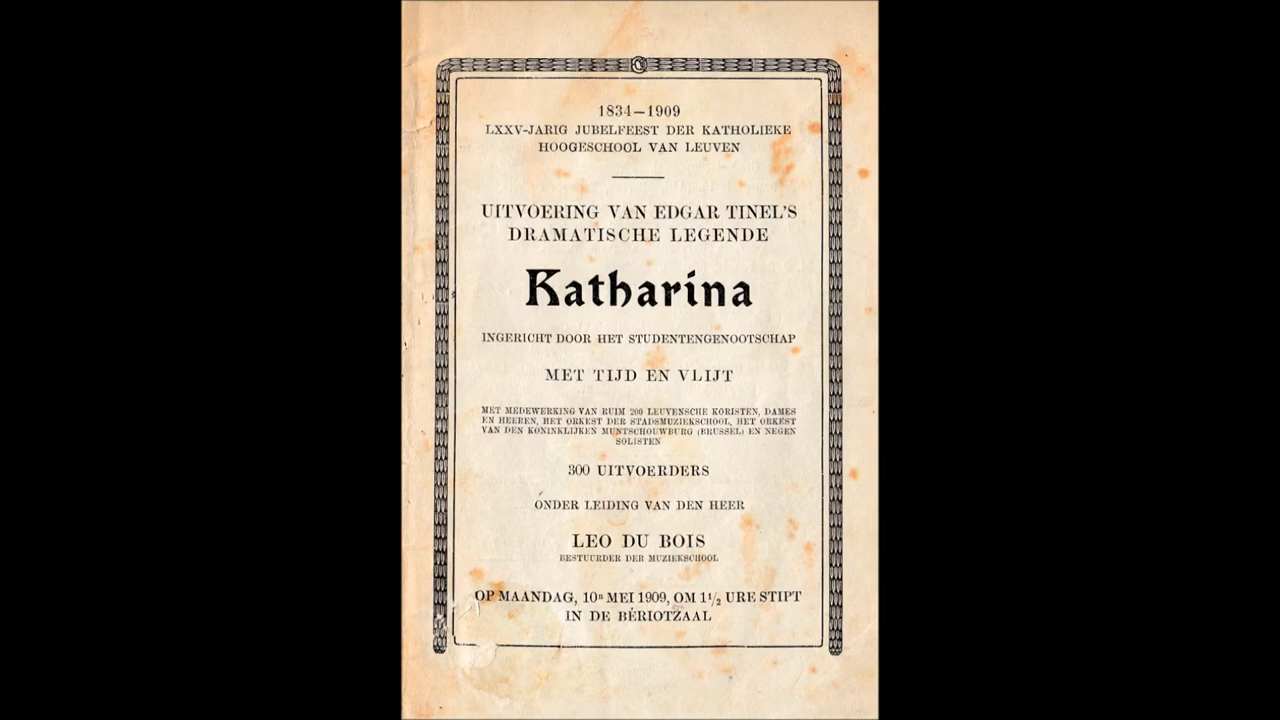 1834—1909
LXXV-JARIG JUBELFEEST DER KATHOLIEKE
HOOGESCHOOL VAN LEUVEN
UITVOERING VAN EDGAR TINEL'S
DRAMATISCHE LEGENDE
Katharina
INGERICHT DOOR HET STUDENTENGENOOTSCHAP
MET TIJD EN VLIJT
MET MEDEWERKING VAN RUIM 200 LEUVENSCHE KORISTEN, DAMES
EN HEEREN, HET ORKEST DER STADSMUZIEKSCHOOL, HET ORKEST
VAN DEN KONINKLIJKEN MUNTSCHOUWBURG (BRUSSEL) EN NEGEN
SOLISTEN
300 UITVOERDERS
ONDER LEIDING VAN DEN HEER
LEO DU BOIS
BESTUURDER DER MUZIEKSCHOOL
OP MAANDAG, 10ⁿ MEI 1909, OM 1 1/2 URE STIPT
IN DE BÉRIOTZAAL